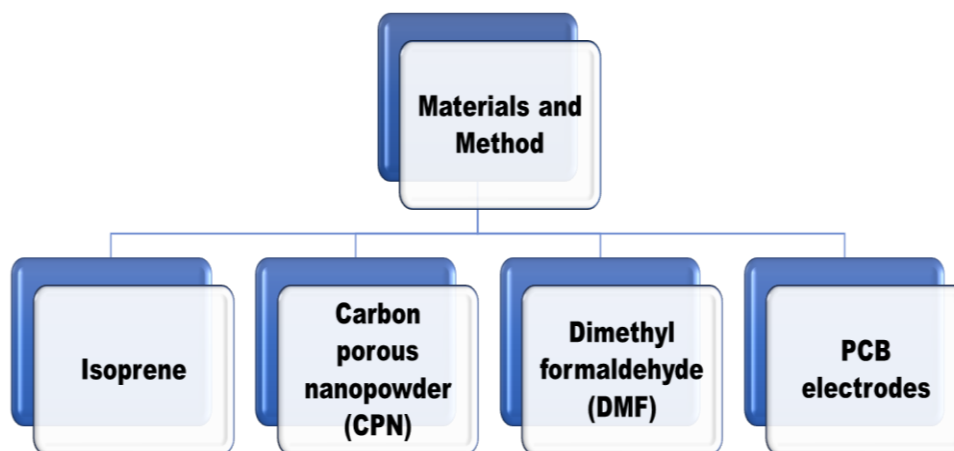 Materials and
Method
Isoprene
Carbon
porous
nanopowder
(CPN)
Dimethyl
formaldehyde
(DMF)
PCB
electrodes